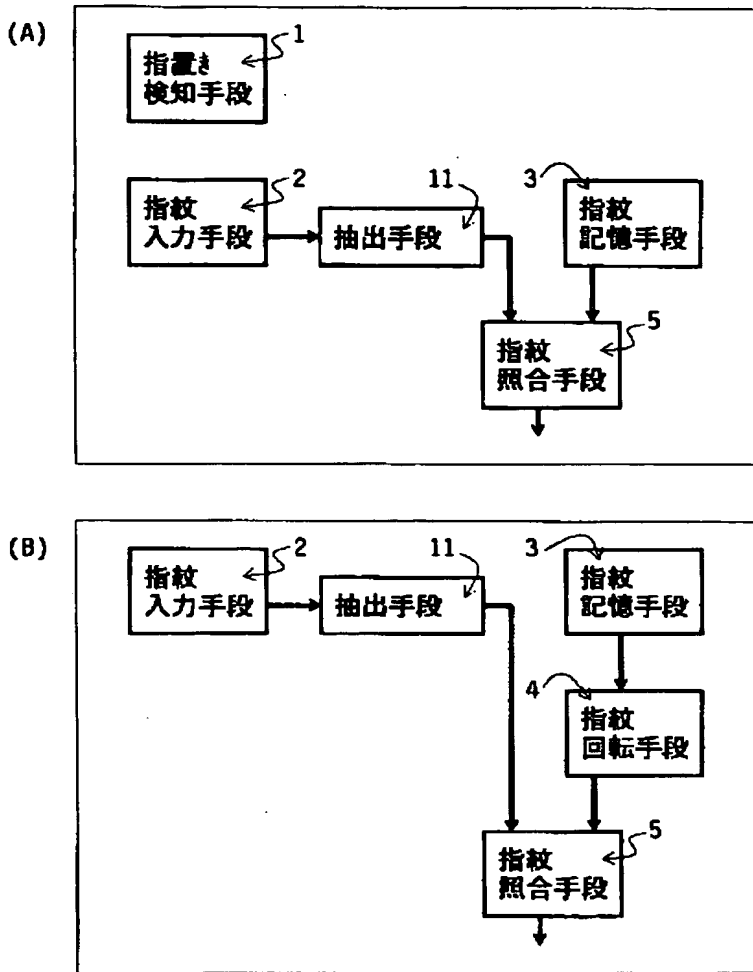 (A)
1
指置き
検知手段
2
指紋
入力手段
11
抽出手段
3
指紋
記憶手段
5
指紋
照合手段
(B)
2
指紋
入力手段
11
抽出手段
3
指紋
記憶手段
4
指紋
回転手段
5
指紋
照合手段